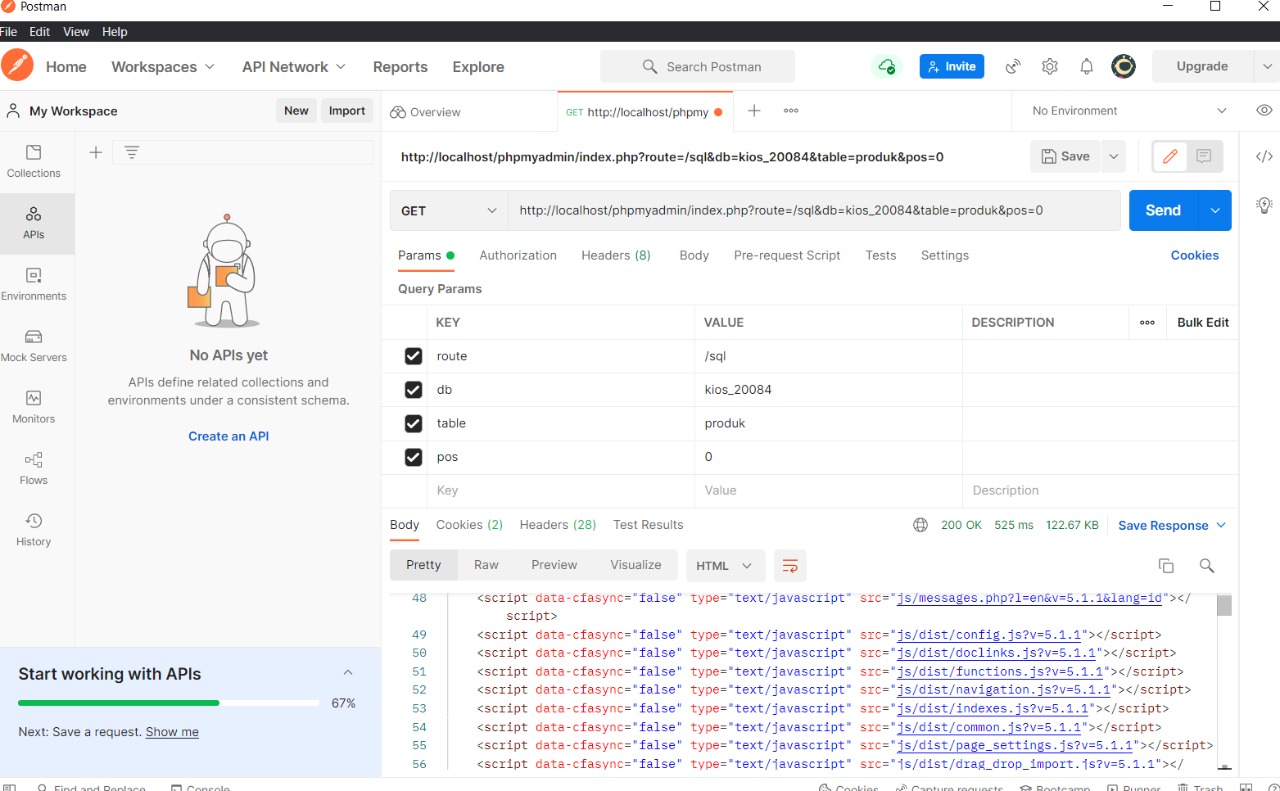 Postman
File Edit View Help
Home Workspaces API Network Reports Explore Search Postman Invite Upgrade
My Workspace New Import Overview GET http://localhost/phpmy No Environment
http://localhost/phpmyadmin/index.php?route=/sql&db=kios_20084&table=produk&pos=0 Save
GET http://localhost/phpmyadmin/index.php?route=/sql&db=kios_20084&table=produk&pos=0 Send
Collections
APIs
Environments
Mock Servers
Monitors
Flows
History
No APIs yet
APIs define related collections and
environments under a consistent schema.
Create an API
Start working with APIs
67%
Next: Save a request. Show me
Params Authorization Headers (8) Body Pre-request Script Tests Settings Cookies
Query Params
KEY VALUE DESCRIPTION Bulk Edit
route /sql
db kios_20084
table produk
pos 0
Key Value Description
Body Cookies (2) Headers (28) Test Results 200 OK 525 ms 122.67 KB Save Response
Pretty Raw Preview Visualize HTML
48 <script data-cfasync="false" type="text/javascript" src="js/messages.php?l=en&v=5.1.1&lang=id"></
script>
49 <script data-cfasync="false" type="text/javascript" src="js/dist/config.js?v=5.1.1"></script>
50 <script data-cfasync="false" type="text/javascript" src="js/dist/doclinks.js?v=5.1.1"></script>
51 <script data-cfasync="false" type="text/javascript" src="js/dist/functions.js?v=5.1.1"></script>
52 <script data-cfasync="false" type="text/javascript" src="js/dist/navigation.js?v=5.1.1"></script>
53 <script data-cfasync="false" type="text/javascript" src="js/dist/indexes.js?v=5.1.1"></script>
54 <script data-cfasync="false" type="text/javascript" src="js/dist/common.js?v=5.1.1"></script>
55 <script data-cfasync="false" type="text/javascript" src="js/dist/page_settings.js?v=5.1.1"></script>
56 <script data-cfasync="false" type="text/javascript" src="js/dist/drag_drop_import.js?v=5.1.1"></
Find and Replace Console Cookies Capture requests Bootcamp Runner Trash